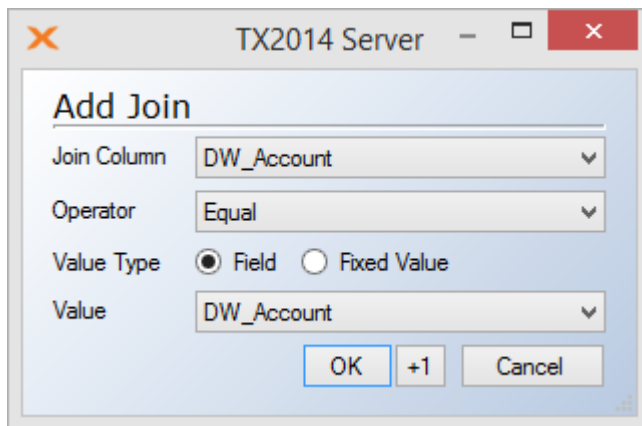 TX2014 Server
Add Join
Join Column DW_Account
Operator Equal
Value Type Field Fixed Value
Value DW_Account
OK +1 Cancel